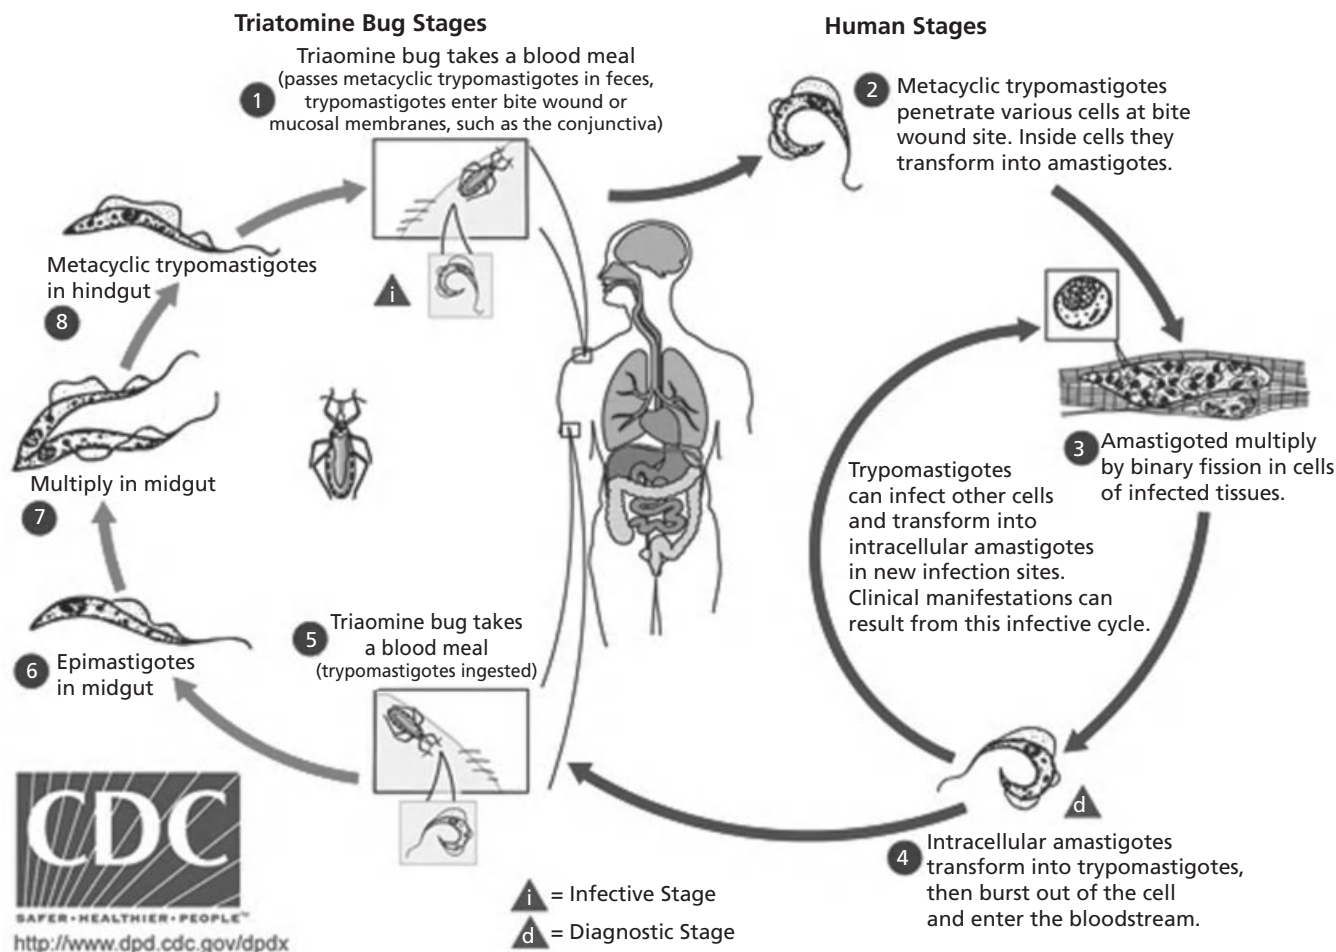 Triatomine Bug Stages
Human Stages
1
Triaomine bug takes a blood meal
(passes metacyclic trypomastigotes in feces,
trypomastigotes enter bite wound or
mucosal membranes, such as the conjunctiva)
i
2
Metacyclic trypomastigotes
penetrate various cells at bite
wound site. Inside cells they
transform into amastigotes.
3
Amastigoted multiply
by binary fission in cells
of infected tissues.
Trypomastigotes
can infect other cells
and transform into
intracellular amastigotes
in new infection sites.
Clinical manifestations can
result from this infective cycle.
d
4
Intracellular amastigotes
transform into trypomastigotes,
then burst out of the cell
and enter the bloodstream.
5
Triaomine bug takes
a blood meal
(trypomastigotes ingested)
6
Epimastigotes
in midgut
Multiply in midgut
7
Metacyclic trypomastigotes
in hindgut
8
i = Infective Stage
d = Diagnostic Stage
CDC
SAFER•HEALTHIER•PEOPLE™
http://www.dpd.cdc.gov/dpdx